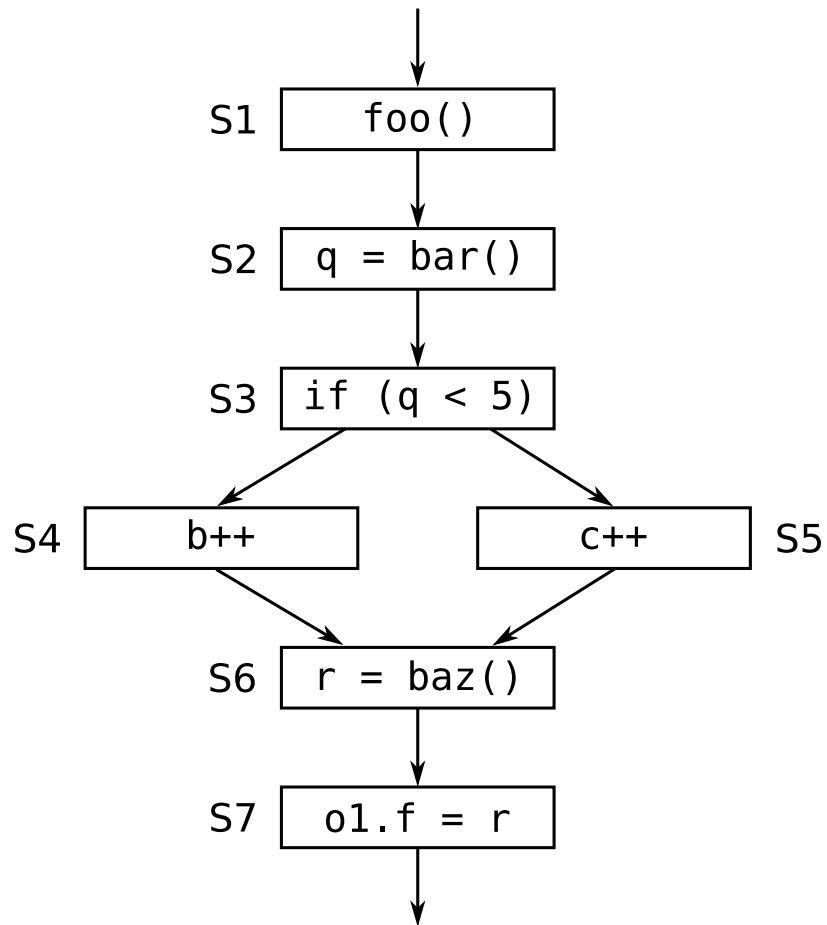 S1 foo()
S2 q = bar()
S3 if (q < 5)
S4 b++ c++ S5
S6 r = baz()
S7 o1.f = r